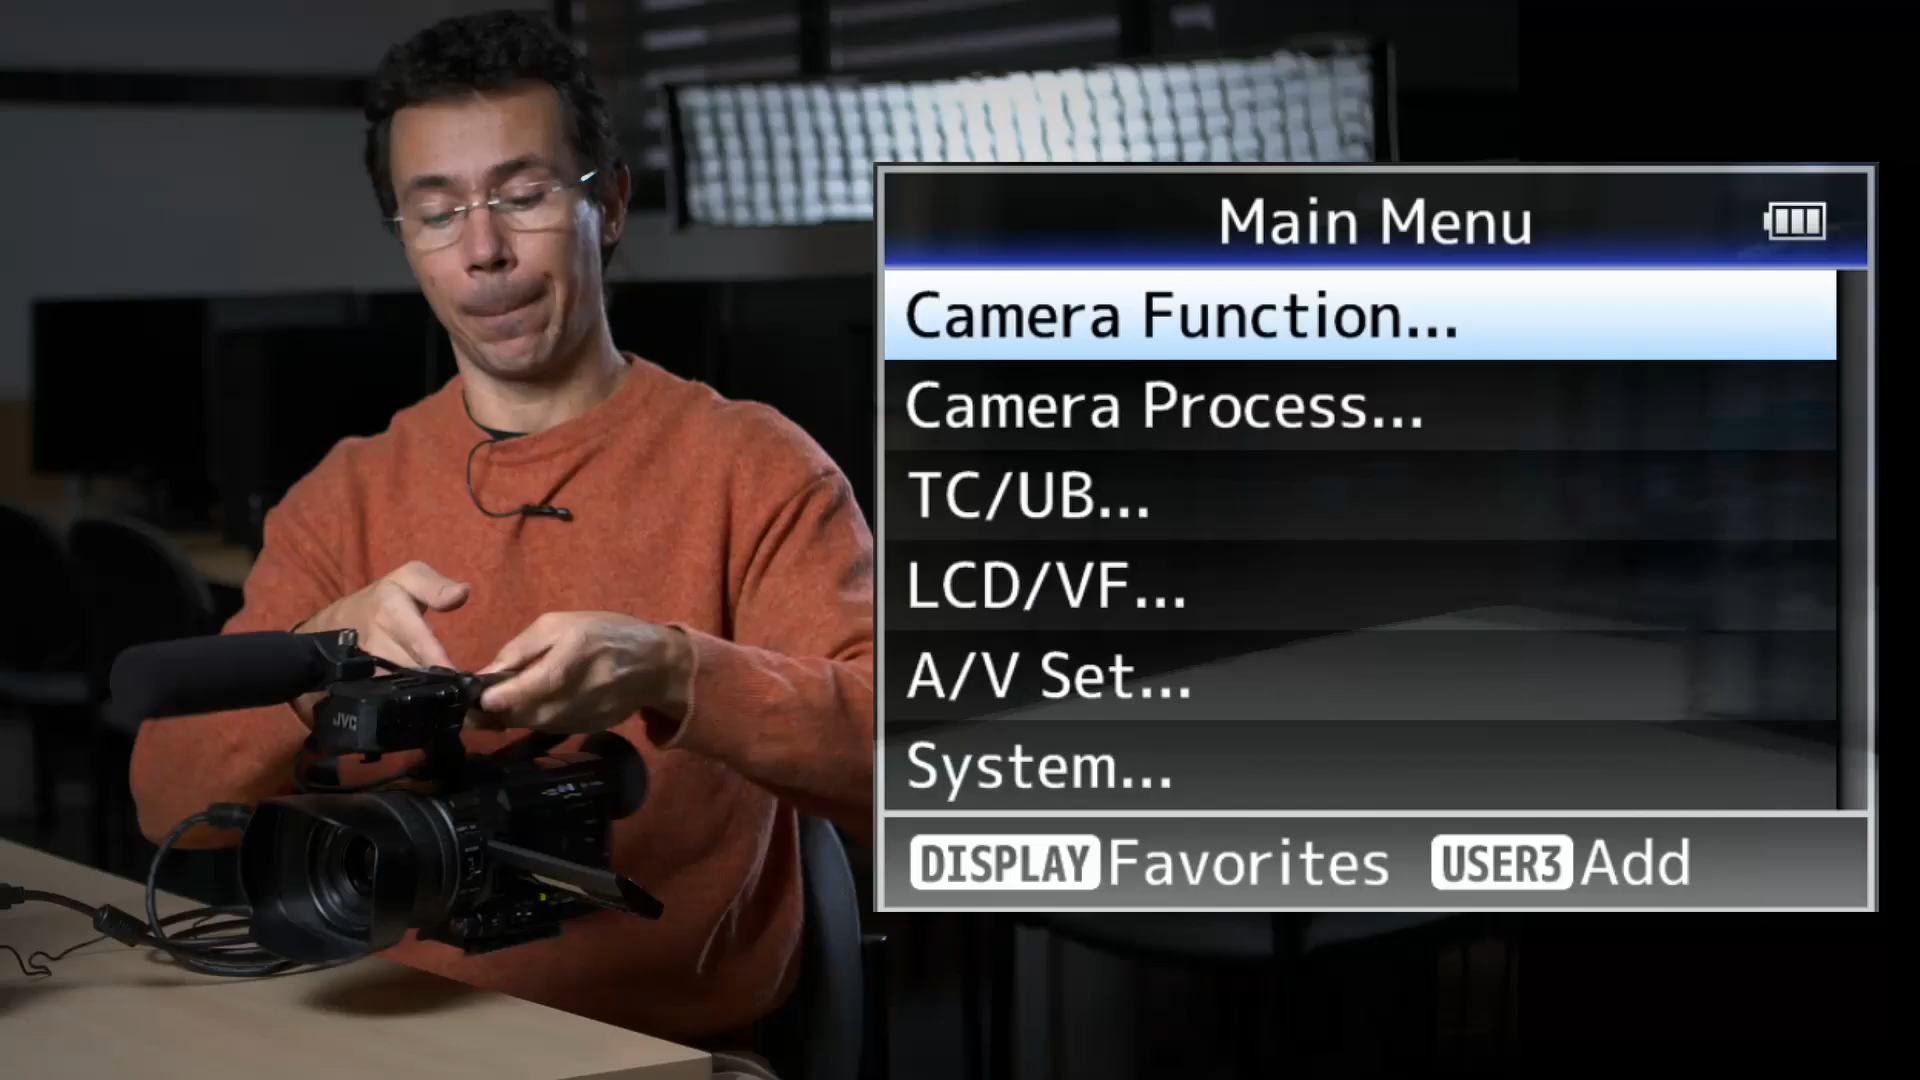 Main Menu
Camera Function...
Camera Process...
TC/UB...
LCD/VF...
A/V Set...
System...
DISPLAY Favorites USER3 Add
JVC